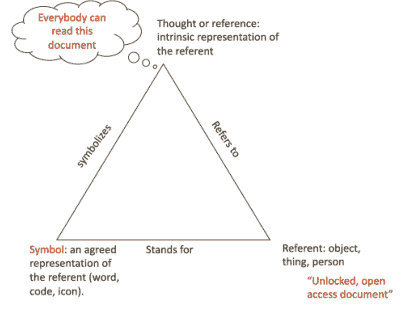 Everybody can
read this
document
Thought or reference:
intrinsic representation of
the referent
symbolizes
Refers to
Symbol: an agreed
representation of
the referent (word,
code, icon).
Stands for
Referent: object,
thing, person
“Unlocked, open
access document”